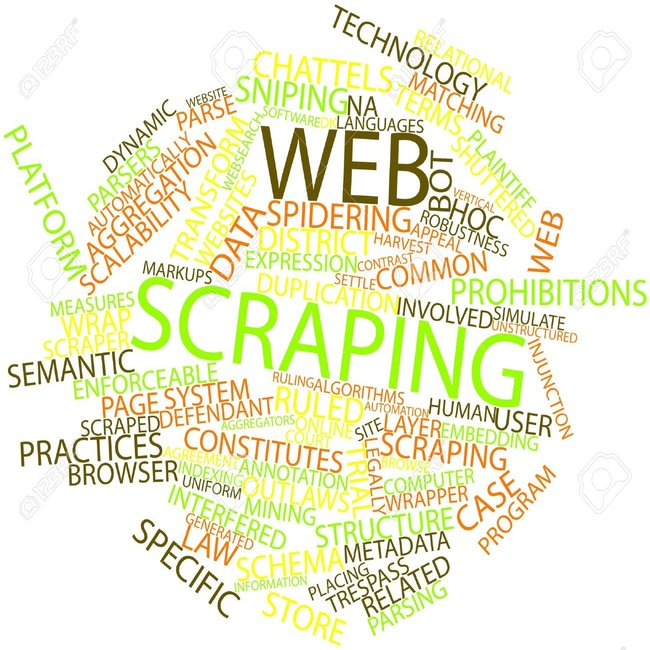 TECHNOLOGY
RELATIONAL
CHATTELS
MATCHING
SNIPING
NA
TERMS
WEBSITE
PARSE
SOFTWARE
DK
LANGUAGES
DYNAMIC
PARSERS
AUTOMATICALLY
AGGREGATION
SCALABILITY
PLATFORM
TRANSFORM
WEBSEARCH
WEBSITES
DATA
WEB
BOT
SHUTTERED
PLAINTIFF
VERTICAL
HOC
ROBUSTNESS
APPEAL
WEB
SPIDERING
DISTRICT
HARVEST
EXPRESSION
CONTRAST
COMMON
MARKUPS
SETTLE
DUPLICATION
PROHIBITIONS
MEASURES
WRAP
SCRAPER
SCRAPING
INVOLVED
SIMULATE
UNSTRUCTURED
INJUNCTION
SEMANTIC
ENFORCEABLE
RULING
ALGORITHMS
PAGE
SYSTEM
RULED
AUTOMATION
HUMAN
USER
SCRAPED
DEFENDANT
AGGREGATORS
ONLINE
SITE
LAYER
EMBEDDING
PRACTICES
CONSTITUTES
COURT
TRIAL
LEGALLY
SCRAPING
BROWSER
AGREEMENT
INDEXING
ANNOTATION
BROWSE
COMPUTER
UNIFORM
OUTLAWS
WRAPPER
CASE
PROGRAM
INTERFERED
MINING
STRUCTURE
GENERATED
LAW
SCHEMA
METADATA
SPECIFIC
INFORMATION
PLACING
TRESPASS
RELATED
STORE
PARSING
123RF